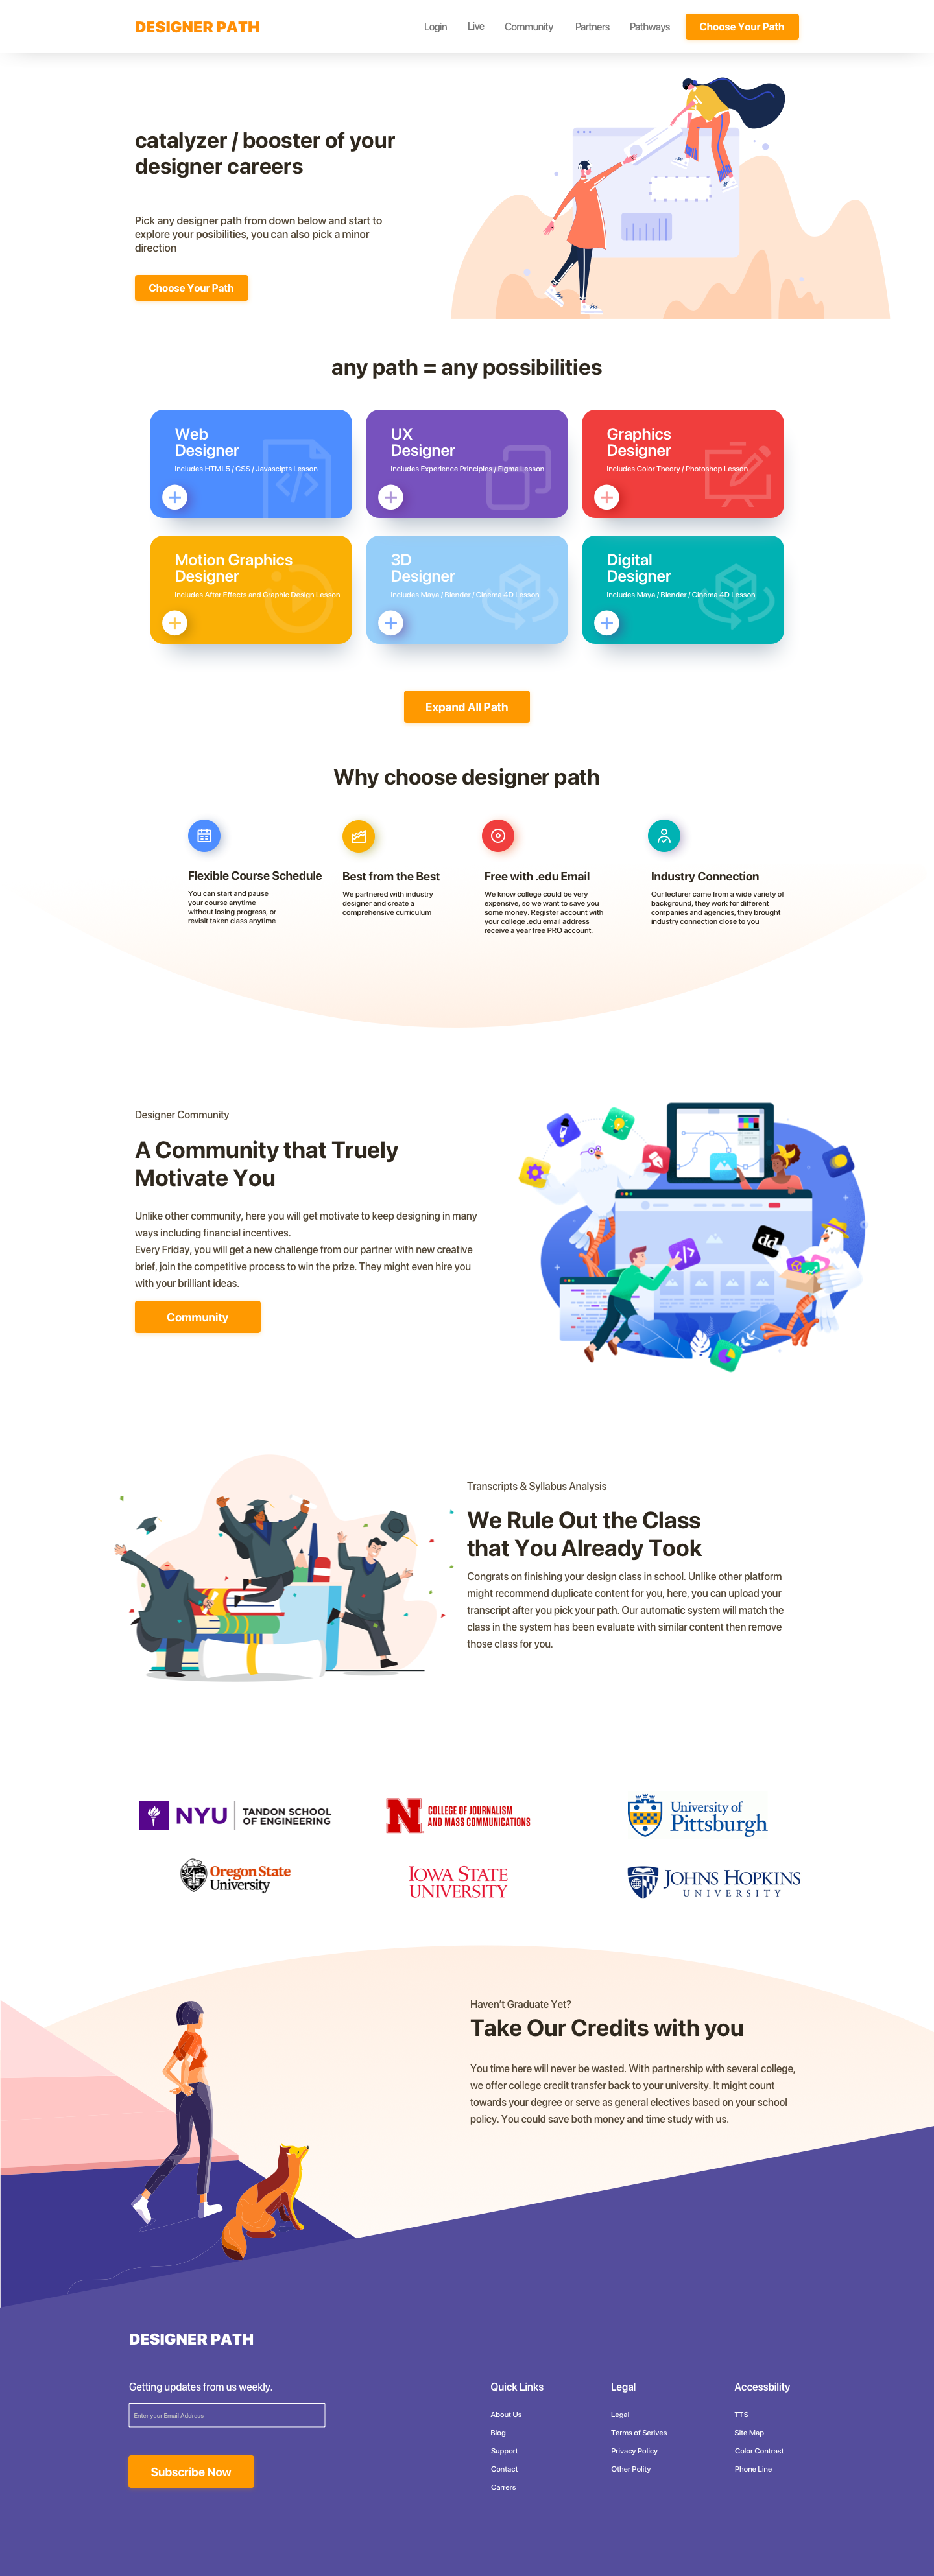 DESIGNER PATH
Login
Live
Community
Partners
Pathways
Choose Your Path
catalyzer / booster of your
designer careers
Pick any designer path from down below and start to
explore your posibilities, you can also pick a minor
direction
Choose Your Path
any path = any possibilities
Web
Designer
Includes HTML5 / CSS / Javascipts Lesson
UX
Designer
Includes Experience Principles / Figma Lesson
Graphics
Designer
Includes Color Theory / Photoshop Lesson
Motion Graphics
Designer
Includes After Effects and Graphic Design Lesson
3D
Designer
Includes Maya / Blender / Cinema 4D Lesson
Digital
Designer
Includes Maya / Blender / Cinema 4D Lesson
Expand All Path
Why choose designer path
Flexible Course Schedule
You can start and pause
your course anytime
without losing progress, or
revisit taken class anytime
Best from the Best
We partnered with industry
designer and create a
comprehensive curriculum
Free with .edu Email
We know college could be very
expensive, so we want to save you
some money. Register account with
your college .edu email address
receive a year free PRO account.
Industry Connection
Our lecturer came from a wide variety of
background, they work for different
companies and agencies, they brought
industry connection close to you
Designer Community
A Community that Truely
Motivate You
Unlike other community, here you will get motivate to keep designing in many
ways including financial incentives.
Every Friday, you will get a new challenge from our partner with new creative
brief, join the competitive process to win the prize. They might even hire you
with your brilliant ideas.
Community
dd
Transcripts & Syllabus Analysis
We Rule Out the Class
that You Already Took
Congrats on finishing your design class in school. Unlike other platform
might recommend duplicate content for you, here, you can upload your
transcript after you pick your path. Our automatic system will match the
class in the system has been evaluate with similar content then remove
those class for you.
NYU
TANDON SCHOOL
OF ENGINEERING
N
COLLEGE OF JOURNALISM
AND MASS COMMUNICATIONS
University of
Pittsburgh
Oregon State
University
IOWA STATE
UNIVERSITY
JOHNS HOPKINS
UNIVERSITY
Haven't Graduate Yet?
Take Our Credits with you
You time here will never be wasted. With partnership with several college,
we offer college credit transfer back to your university. It might count
towards your degree or serve as general electives based on your school
policy. You could save both money and time study with us.
DESIGNER PATH
Getting updates from us weekly.
Enter your Email Address
Subscribe Now
Quick Links
About Us
Blog
Support
Contact
Carrers
Legal
Legal
Terms of Serives
Privacy Policy
Other Polity
Accessbility
TTS
Site Map
Color Contrast
Phone Line